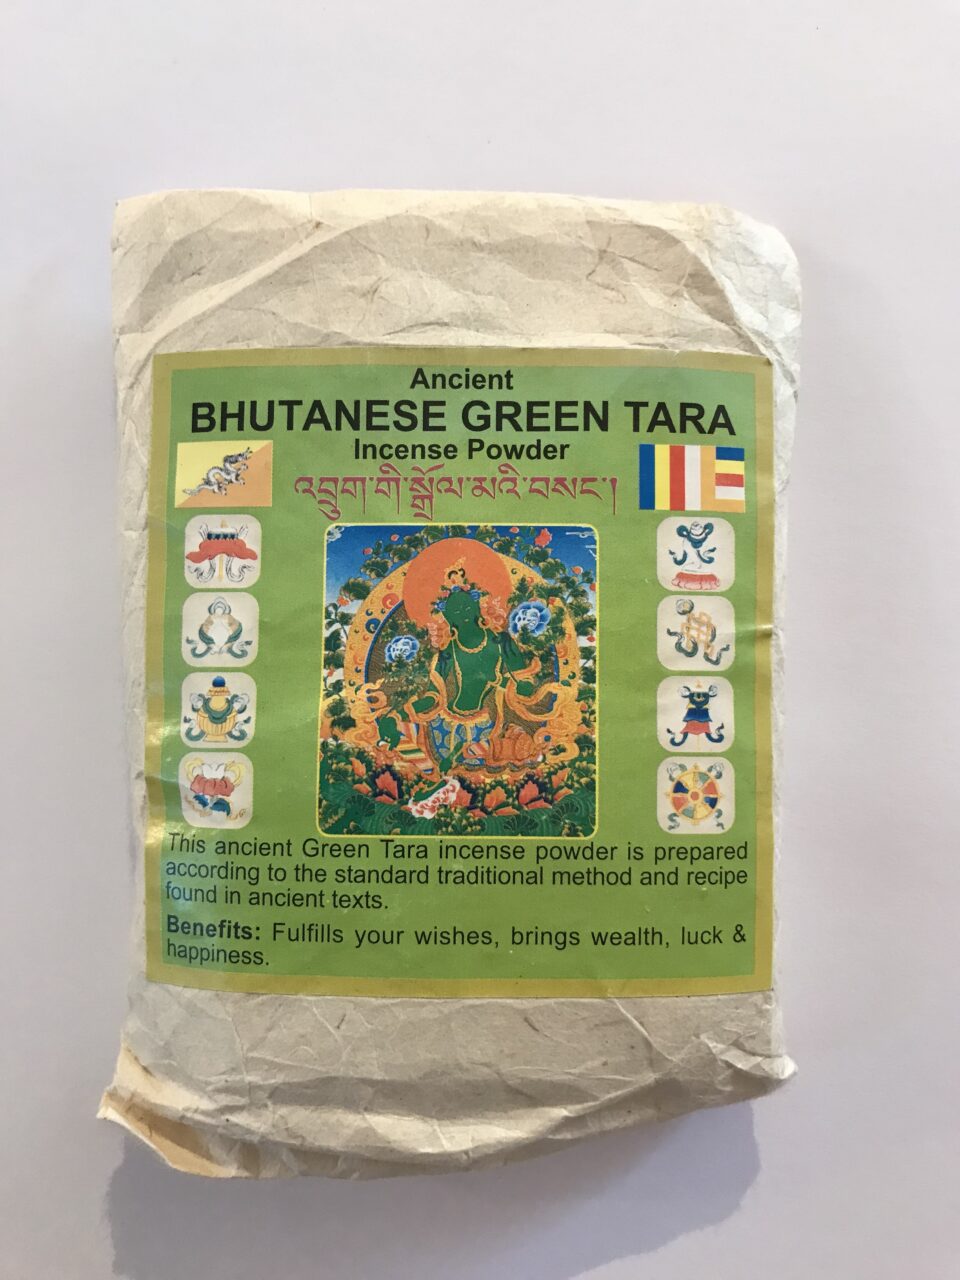 Ancient
BHUTANESE GREEN TARA
Incense Powder
འབྲུག་གི་སྒྲོལ་མའི་བསང་།
This ancient Green Tara incense powder is prepared
according to the standard traditional method and recipe
found in ancient texts.
Benefits: Fulfills your wishes, brings wealth, luck &
happiness.